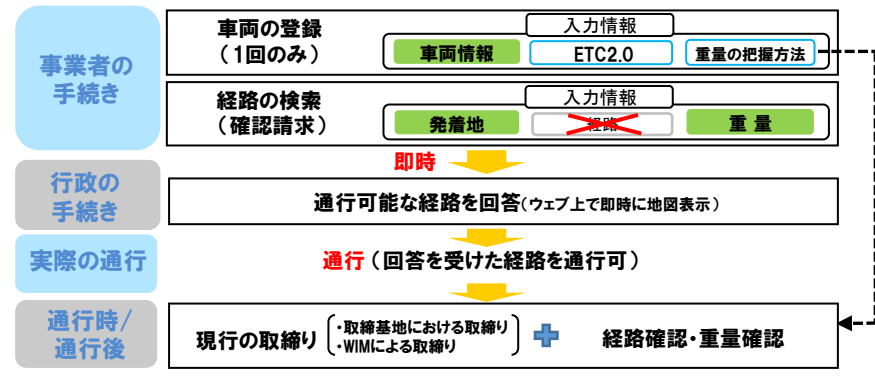 事業者の
手続き
車両の登録
（1回のみ）
入力情報
車両情報
ETC2.0
重量の把握方法
経路の検索
（確認請求）
入力情報
発着地
経路
重量
即時
行政の
手続き
通行可能な経路を回答（ウェブ上で即時に地図表示）
実際の通行
通行（回答を受けた経路を通行可）
通行時/
通行後
現行の取締り
・取締基地における取締り
・WIMによる取締り
経路確認・重量確認